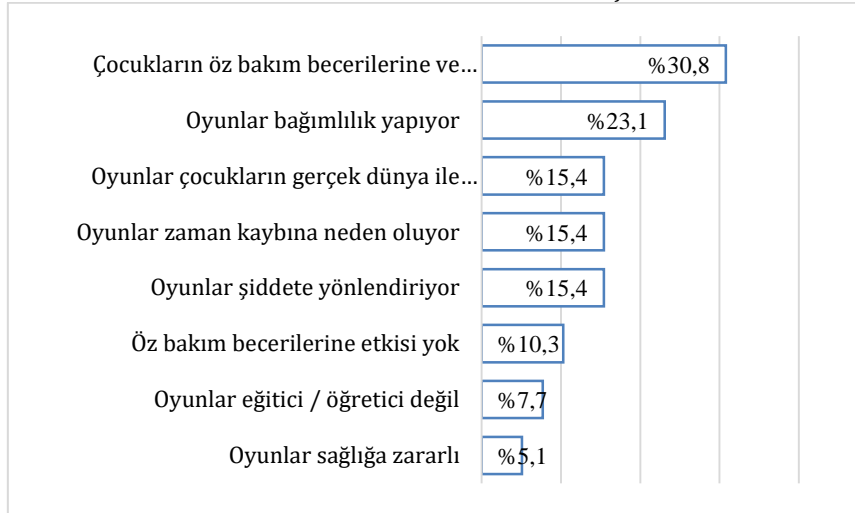 Çocukların öz bakım becerilerine ve... %30,8
Oyunlar bağımlılık yapıyor %23,1
Oyunlar çocukların gerçek dünya ile... %15,4
Oyunlar zaman kaybına neden oluyor %15,4
Oyunlar şiddete yönlendiriyor %15,4
Öz bakım becerilerine etkisi yok %10,3
Oyunlar eğitici / öğretici değil %7,7
Oyunlar sağlığa zararlı %5,1